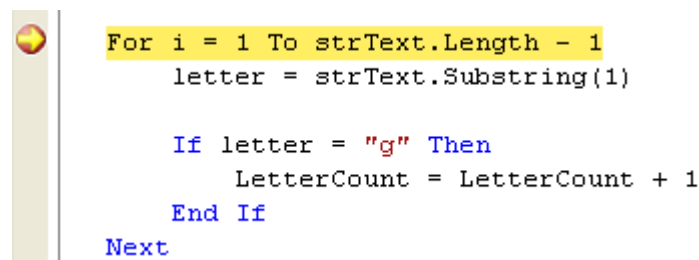 For i = 1 To strText.Length - 1
letter = strText.Substring(1)
If letter = "g" Then
LetterCount = LetterCount + 1
End If
Next